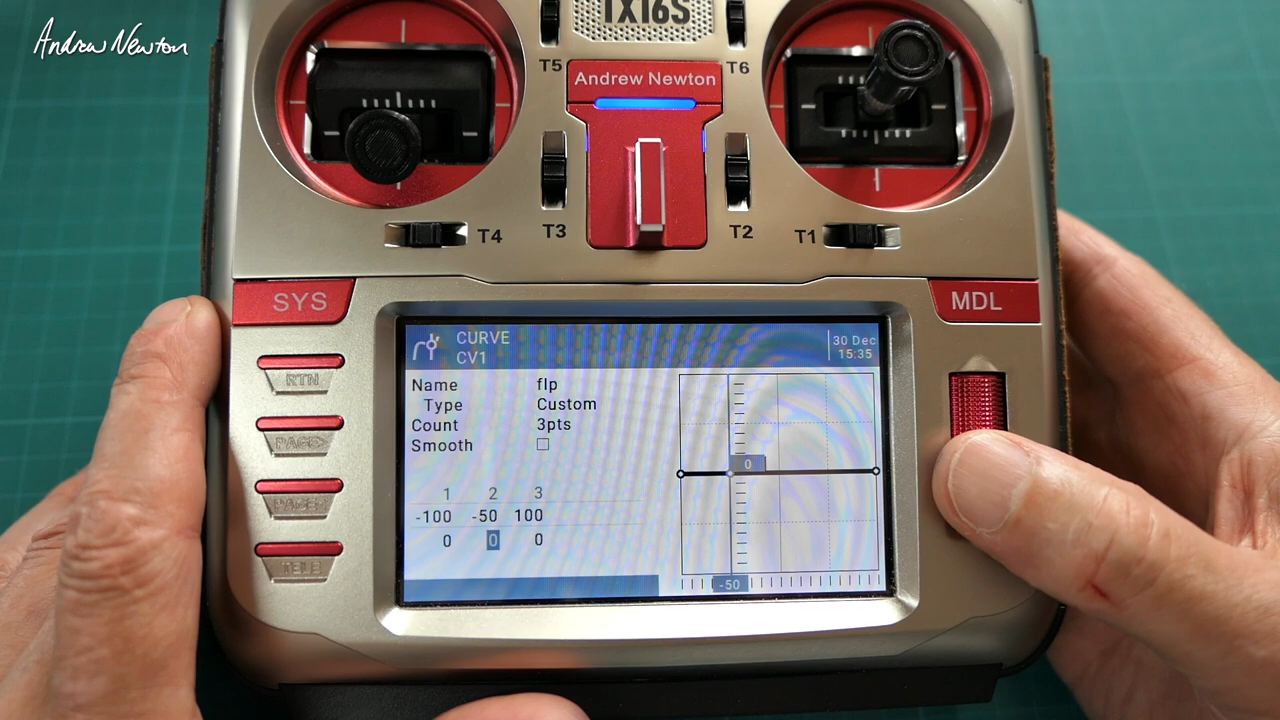 Andrew Newton
TX16S
T5
T6
Andrew Newton
T4
T3
T2
T1
SYS
MDL
CURVE
CV1
30 Dec
15:35
RTN
PAGE>
PAGE<
TELE
Name flp
Type Custom
Count 3pts
Smooth
0
1 2 3
-100 -50 100
0 0 0
-50